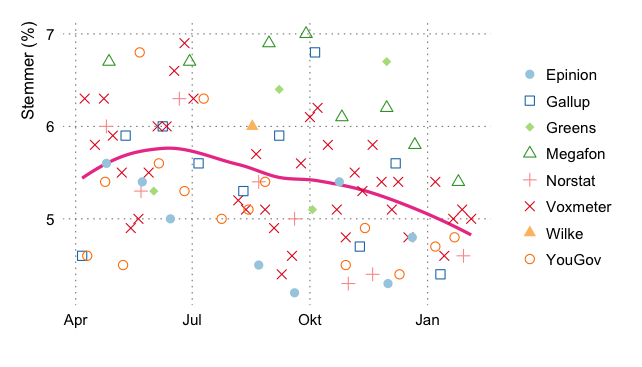 Stemmer (%)
7
6
5
Apr Jul Okt Jan
Epinion
Gallup
Greens
Megafon
Norstat
Voxmeter
Wilke
YouGov